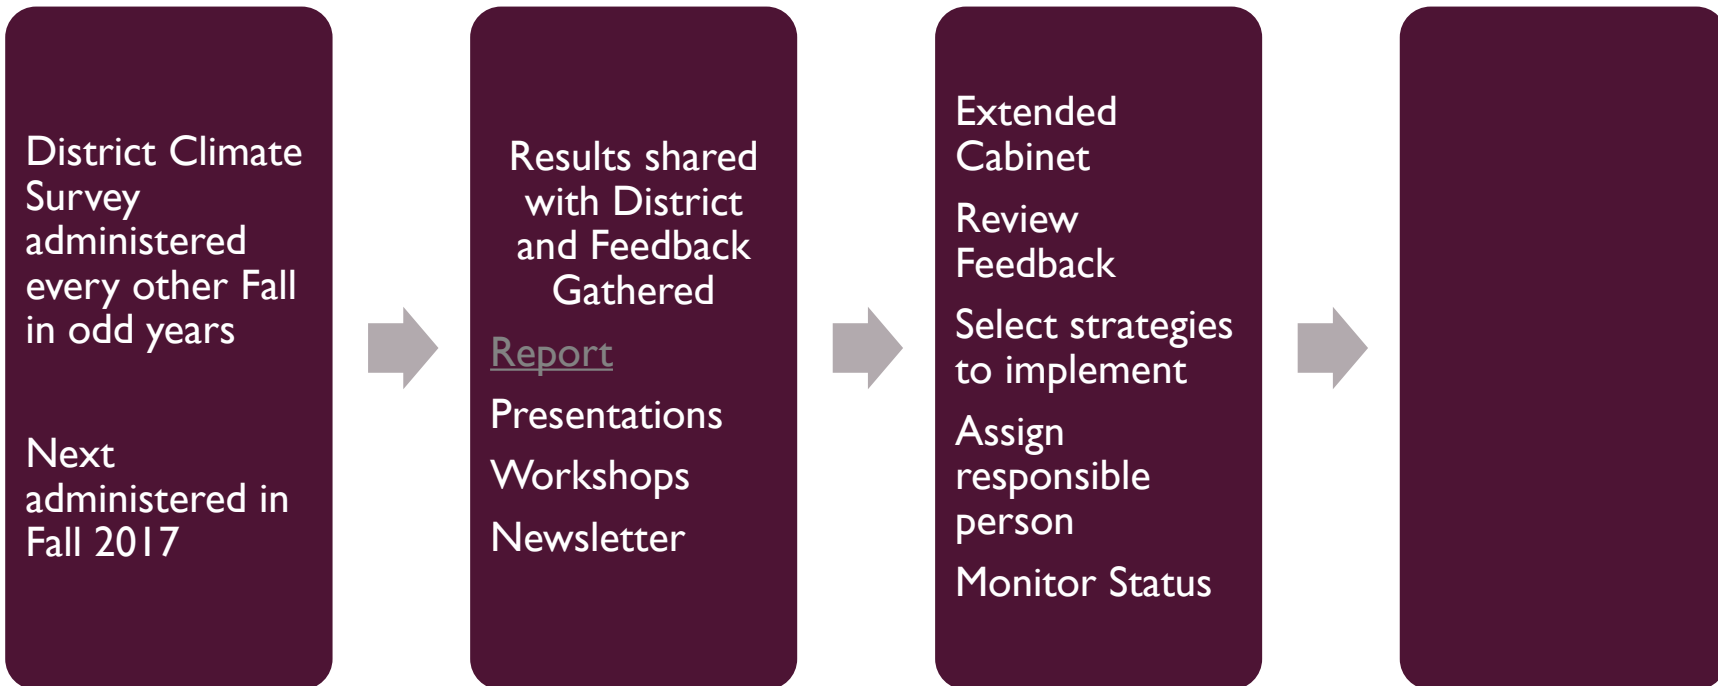 District Climate
Survey
administered
every other Fall
in odd years
Next
administered in
Fall 2017
Results shared
with District
and Feedback
Gathered
Report
Presentations
Workshops
Newsletter
Extended
Cabinet
Review
Feedback
Select strategies
to implement
Assign
responsible
person
Monitor Status